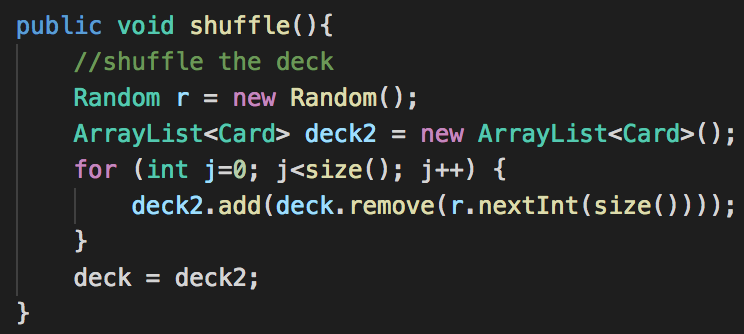 public void shuffle(){
    //shuffle the deck
    Random r = new Random();
    ArrayList<Card> deck2 = new ArrayList<Card>();
    for (int j=0; j<size(); j++) {
        deck2.add(deck.remove(r.nextInt(size())));
    }
    deck = deck2;
}